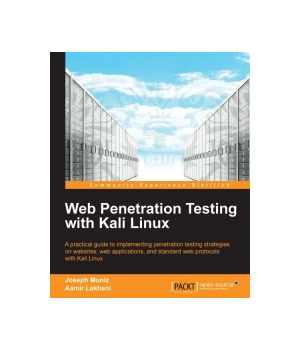 Community Experience Distilled
Web Penetration Testing
with Kali Linux
A practical guide to implementing penetration testing strategies
on websites, web applications, and standard web protocols
with Kali Linux
Joseph Muniz
Aamir Lakhani
PACKT
open source